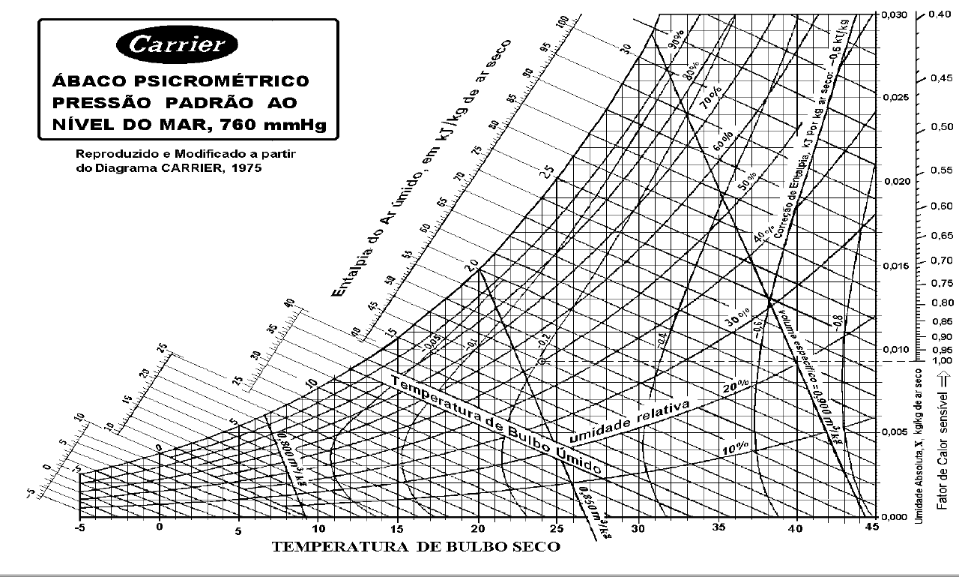 Carrier
ÁBACO PSICROMÉTRICO
PRESSÃO PADRÃO AO
NÍVEL DO MAR, 760 mmHg
Reproduzido e Modificado a partir
do Diagrama CARRIER, 1975
Entalpia do Ar Úmido, em kJ/kg de ar seco
-5 0 5 10
10 15 20 25
25 30 35 40
40 45 50 55 60 65 70 75 80 85 90 95 100
-5 0 5 10 15 20 25 30
90%
80%
70%
60%
50%
40%
30%
20%
10%
Correção de Entalpia, kJ por kg ar seco: -0,6 kJ/kg
-0,05 -0,1 -0,2 -0,4 -0,6 -0,8
Temperatura de Bulbo Úmido
umidade relativa
0,800 m³/kg
0,850 m³/kg
volume específico = 0,900 m³/kg
0,030
0,025
0,020
0,015
0,010
0,005
0,000
0,40
0,45
0,50
0,55
0,60
0,65
0,70
0,75
0,80
0,85
0,90
0,95
1,00
Umidade Absoluta, X, kg/kg de ar seco
Fator de Calor sensível =>
-5 0 5 10 15 20 25 30 35 40 45
TEMPERATURA DE BULBO SECO